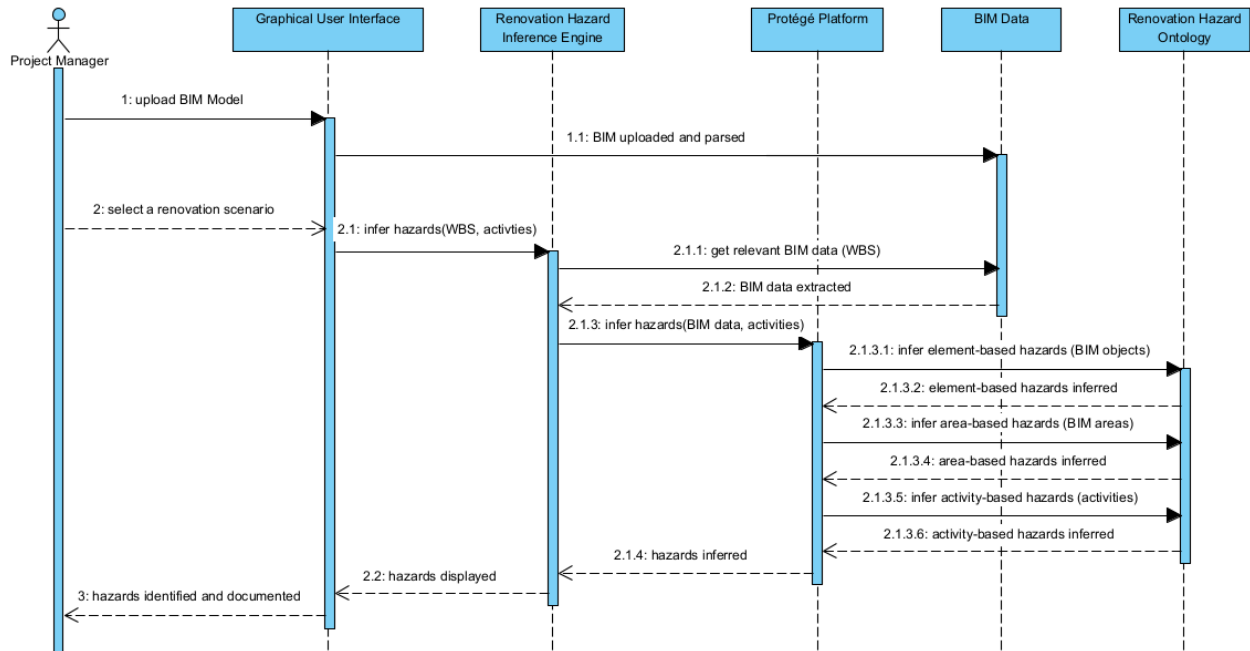 Project Manager
Graphical User Interface
Renovation Hazard
Inference Engine
Protégé Platform
BIM Data
Renovation Hazard
Ontology
1: upload BIM Model
1.1: BIM uploaded and parsed
2: select a renovation scenario
2.1: infer hazards(WBS, activties)
2.1.1: get relevant BIM data (WBS)
2.1.2: BIM data extracted
2.1.3: infer hazards(BIM data, activities)
2.1.3.1: infer element-based hazards (BIM objects)
2.1.3.2: element-based hazards inferred
2.1.3.3: infer area-based hazards (BIM areas)
2.1.3.4: area-based hazards inferred
2.1.3.5: infer activity-based hazards (activities)
2.1.3.6: activity-based hazards inferred
2.1.4: hazards inferred
2.2: hazards displayed
3: hazards identified and documented